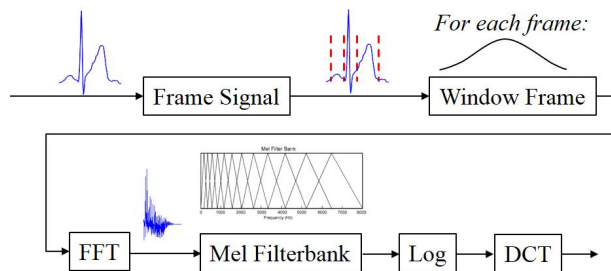 For each frame:
Frame Signal
Window Frame
Mel Filter Bank
0 1000 2000 3000 4000 5000 6000 7000 8000
Frequency (Hz)
FFT
Mel Filterbank
Log
DCT